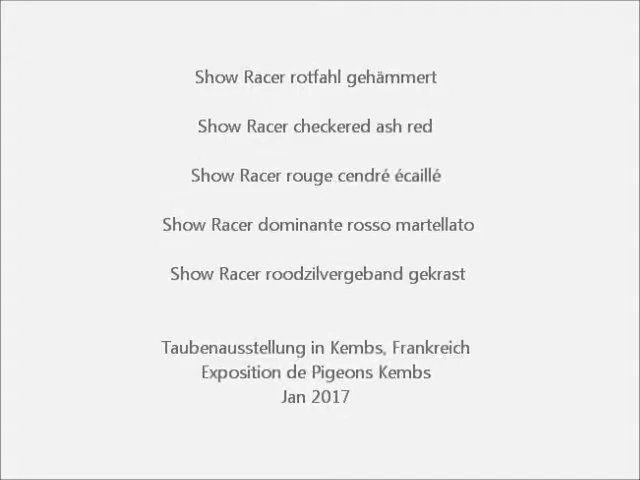 Show Racer rotfahl gehämmert
Show Racer checkered ash red
Show Racer rouge cendré écaillé
Show Racer dominante rosso martellato
Show Racer roodzilvergeband gekrast
Taubenausstellung in Kembs, Frankreich
Exposition de Pigeons Kembs
Jan 2017